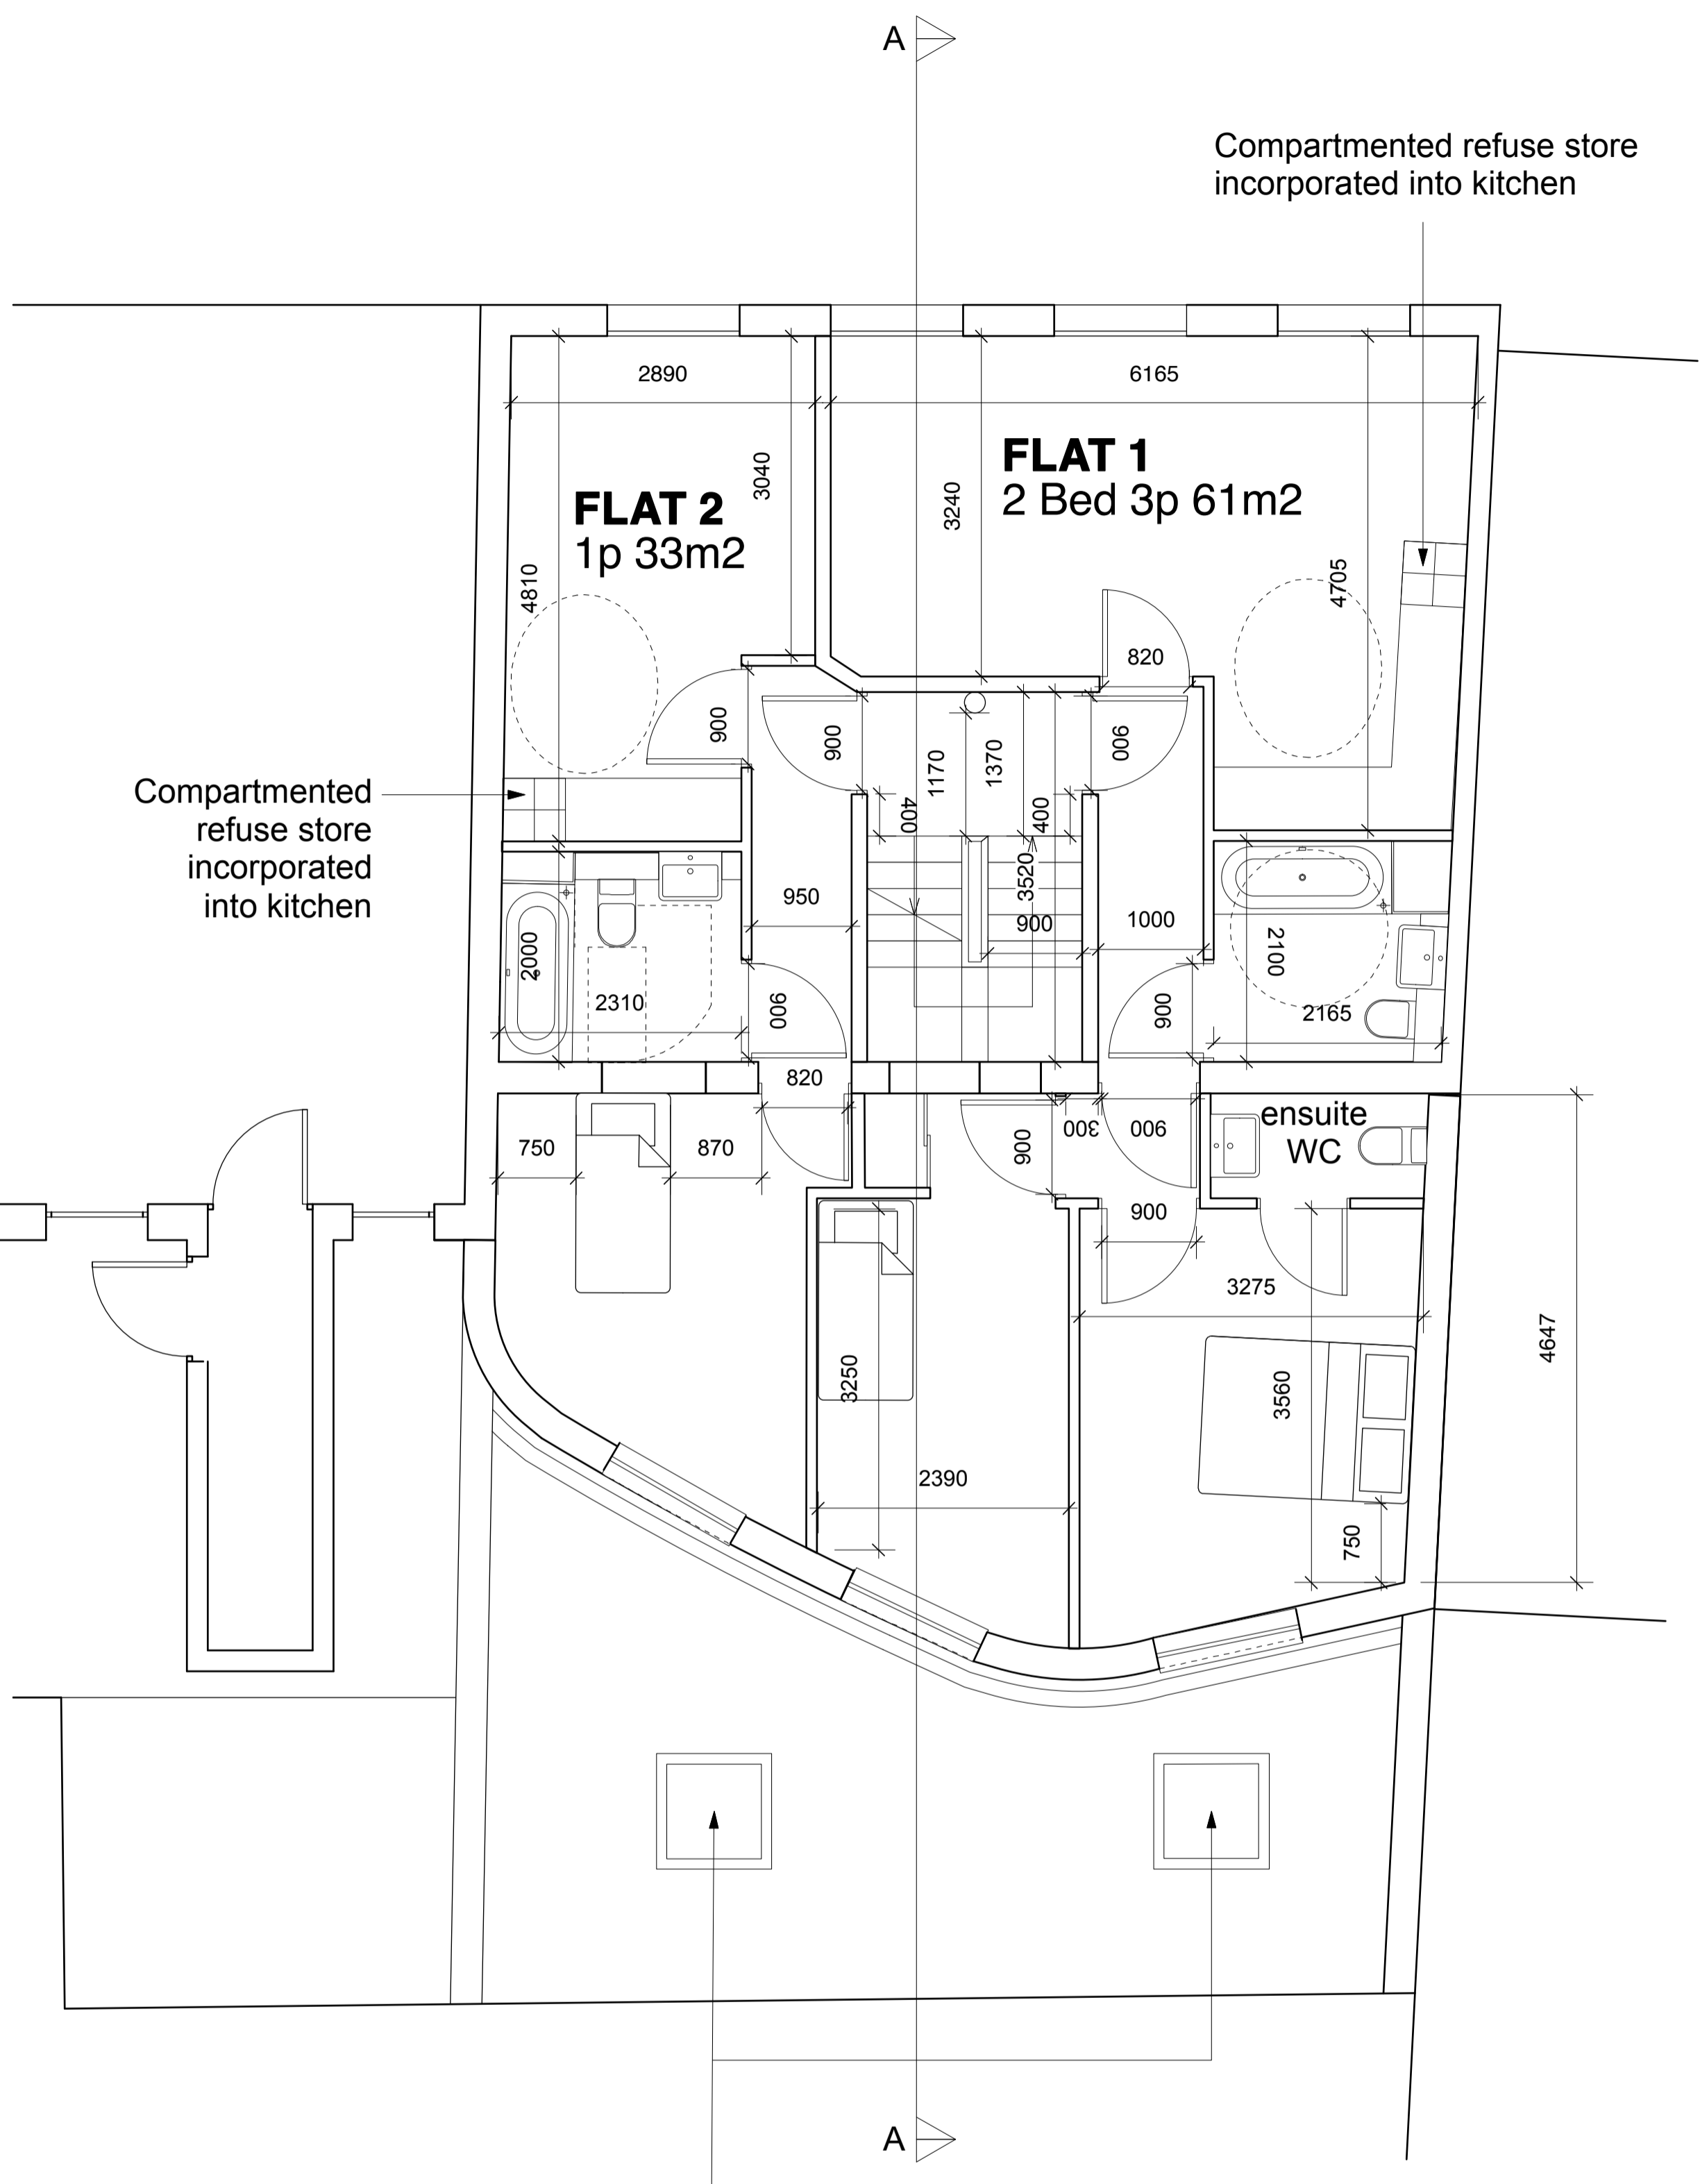 A
Compartmented refuse store
incorporated into kitchen
2890
6165
3040
3240
FLAT 1
2 Bed 3p 61m2
FLAT 2
1p 33m2
4810
4705
820
900
900
1170
1370
900
400
400
Compartmented
refuse store
incorporated
into kitchen
950
3520
900
1000
2000
2310
900
900
2100
2165
820
750
870
900
300
900
ensuite
WC
900
3275
4647
3250
3560
2390
750
A